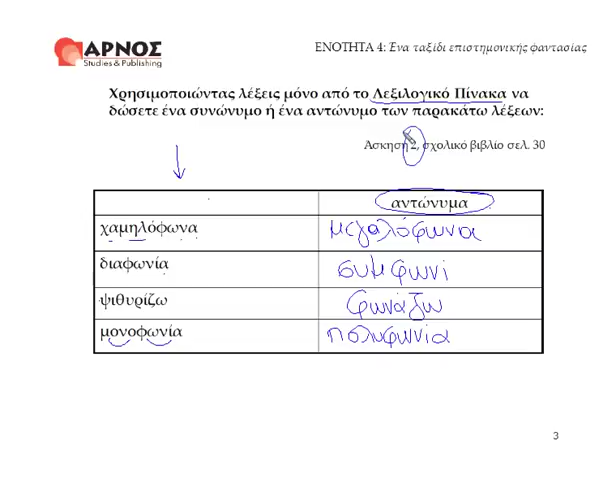 ΑΡΝΟΣ
Studies & Publishing
ΕΝΟΤΗΤΑ 4: Ένα ταξίδι επιστημονικής φαντασίας
Χρησιμοποιώντας λέξεις μόνο από το Λεξιλογικό Πίνακα να
δώσετε ένα συνώνυμο ή ένα αντώνυμο των παρακάτω λέξεων:
Ασκηση 2, σχολικό βιβλίο σελ. 30
αντώνυμα
χαμηλόφωνα μεγαλόφωνα
διαφωνία συμφωνί
ψιθυρίζω φωνάζω
μονοφωνία πολυφωνία
3